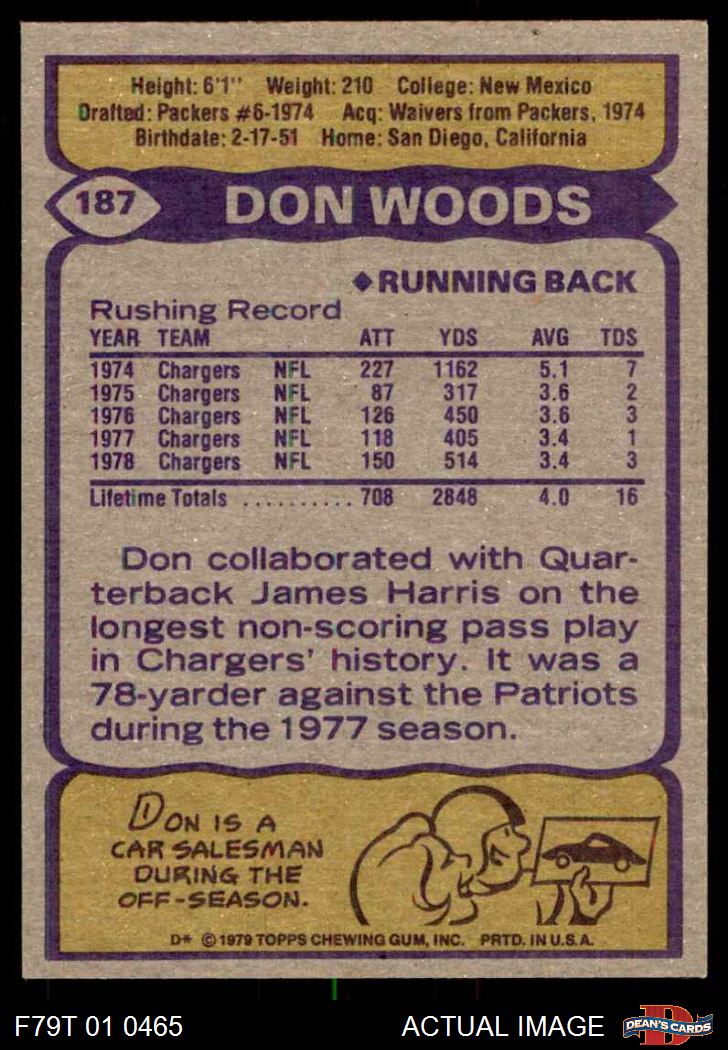 Height: 6'1" Weight: 210 College: New Mexico
Drafted: Packers #6-1974 Acq: Waivers from Packers, 1974
Birthdate: 2-17-51 Home: San Diego, California
187 DON WOODS
◆RUNNING BACK
Rushing Record
YEAR TEAM ATT YDS AVG TDS
1974 Chargers NFL 227 1162 5.1 7
1975 Chargers NFL 87 317 3.6 2
1976 Chargers NFL 126 450 3.6 3
1977 Chargers NFL 118 405 3.4 1
1978 Chargers NFL 150 514 3.4 3
Lifetime Totals .......... 708 2848 4.0 16
Don collaborated with Quar-
terback James Harris on the
longest non-scoring pass play
in Chargers' history. It was a
78-yarder against the Patriots
during the 1977 season.
DON IS A
CAR SALESMAN
DURING THE
OFF-SEASON.
D* © 1979 TOPPS CHEWING GUM, INC. PRTD. IN U.S.A.
F79T 01 0465 ACTUAL IMAGE D DEAN'S CARDS